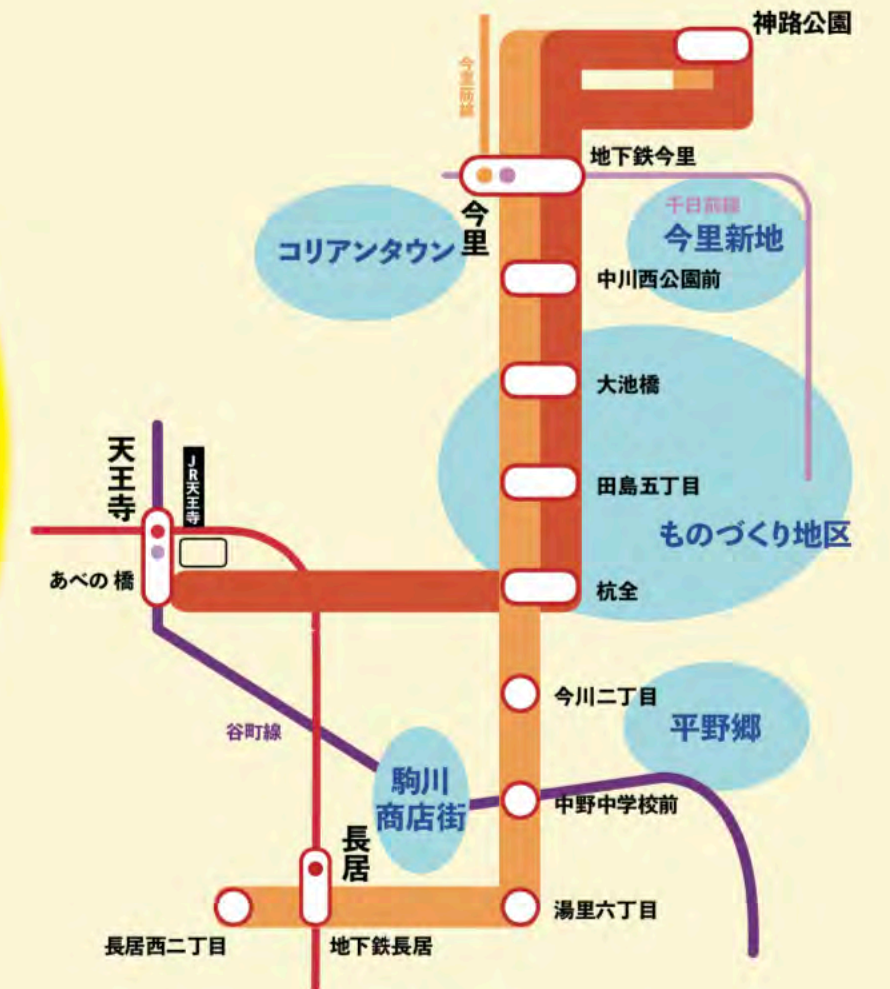 神路公園
今里筋線
地下鉄今里
千日前線
今里
コリアンタウン
今里新地
中川西公園前
大池橋
天王寺
JR天王寺
田島五丁目
ものづくり地区
あべの橋
杭全
今川二丁目
谷町線
平野郷
駒川
商店街
中野中学校前
長居
湯里六丁目
長居西二丁目
地下鉄長居